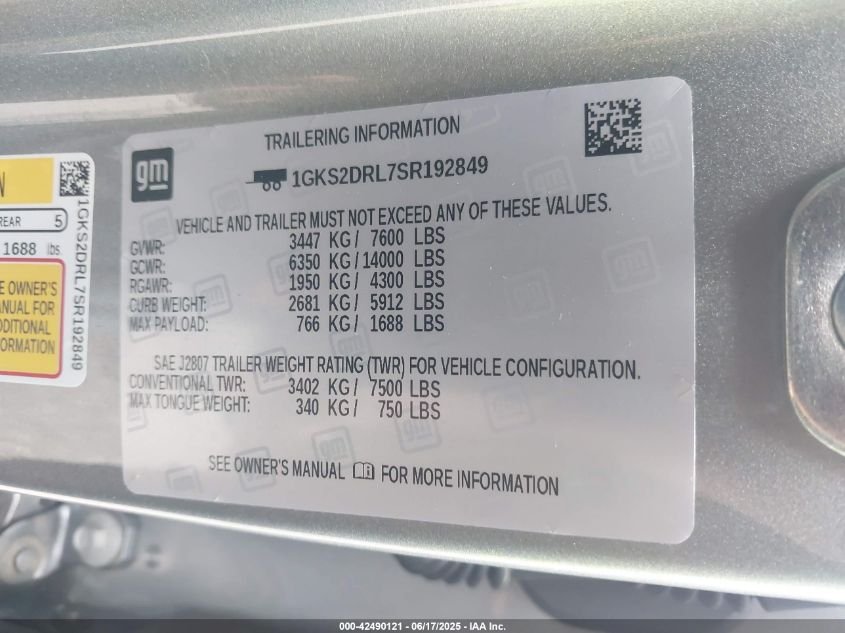 gm
TRAILERING INFORMATION
1GKS2DRL7SR192849
VEHICLE AND TRAILER MUST NOT EXCEED ANY OF THESE VALUES.
GVWR: 3447 KG/ 7600 LBS
GCWR: 6350 KG/14000 LBS
RGAWR: 1950 KG/ 4300 LBS
CURB WEIGHT: 2681 KG/ 5912 LBS
MAX PAYLOAD: 766 KG/ 1688 LBS
SAE J2807 TRAILER WEIGHT RATING (TWR) FOR VEHICLE CONFIGURATION.
CONVENTIONAL TWR: 3402 KG/ 7500 LBS
MAX TONGUE WEIGHT: 340 KG/ 750 LBS
SEE OWNER'S MANUAL FOR MORE INFORMATION
N
REAR 5
1688 lbs.
E OWNER'S
ANUAL FOR
DDITIONAL
FORMATION
1GKS2DRL7SR192849
000-42490121 - 06/17/2025 - IAA Inc.